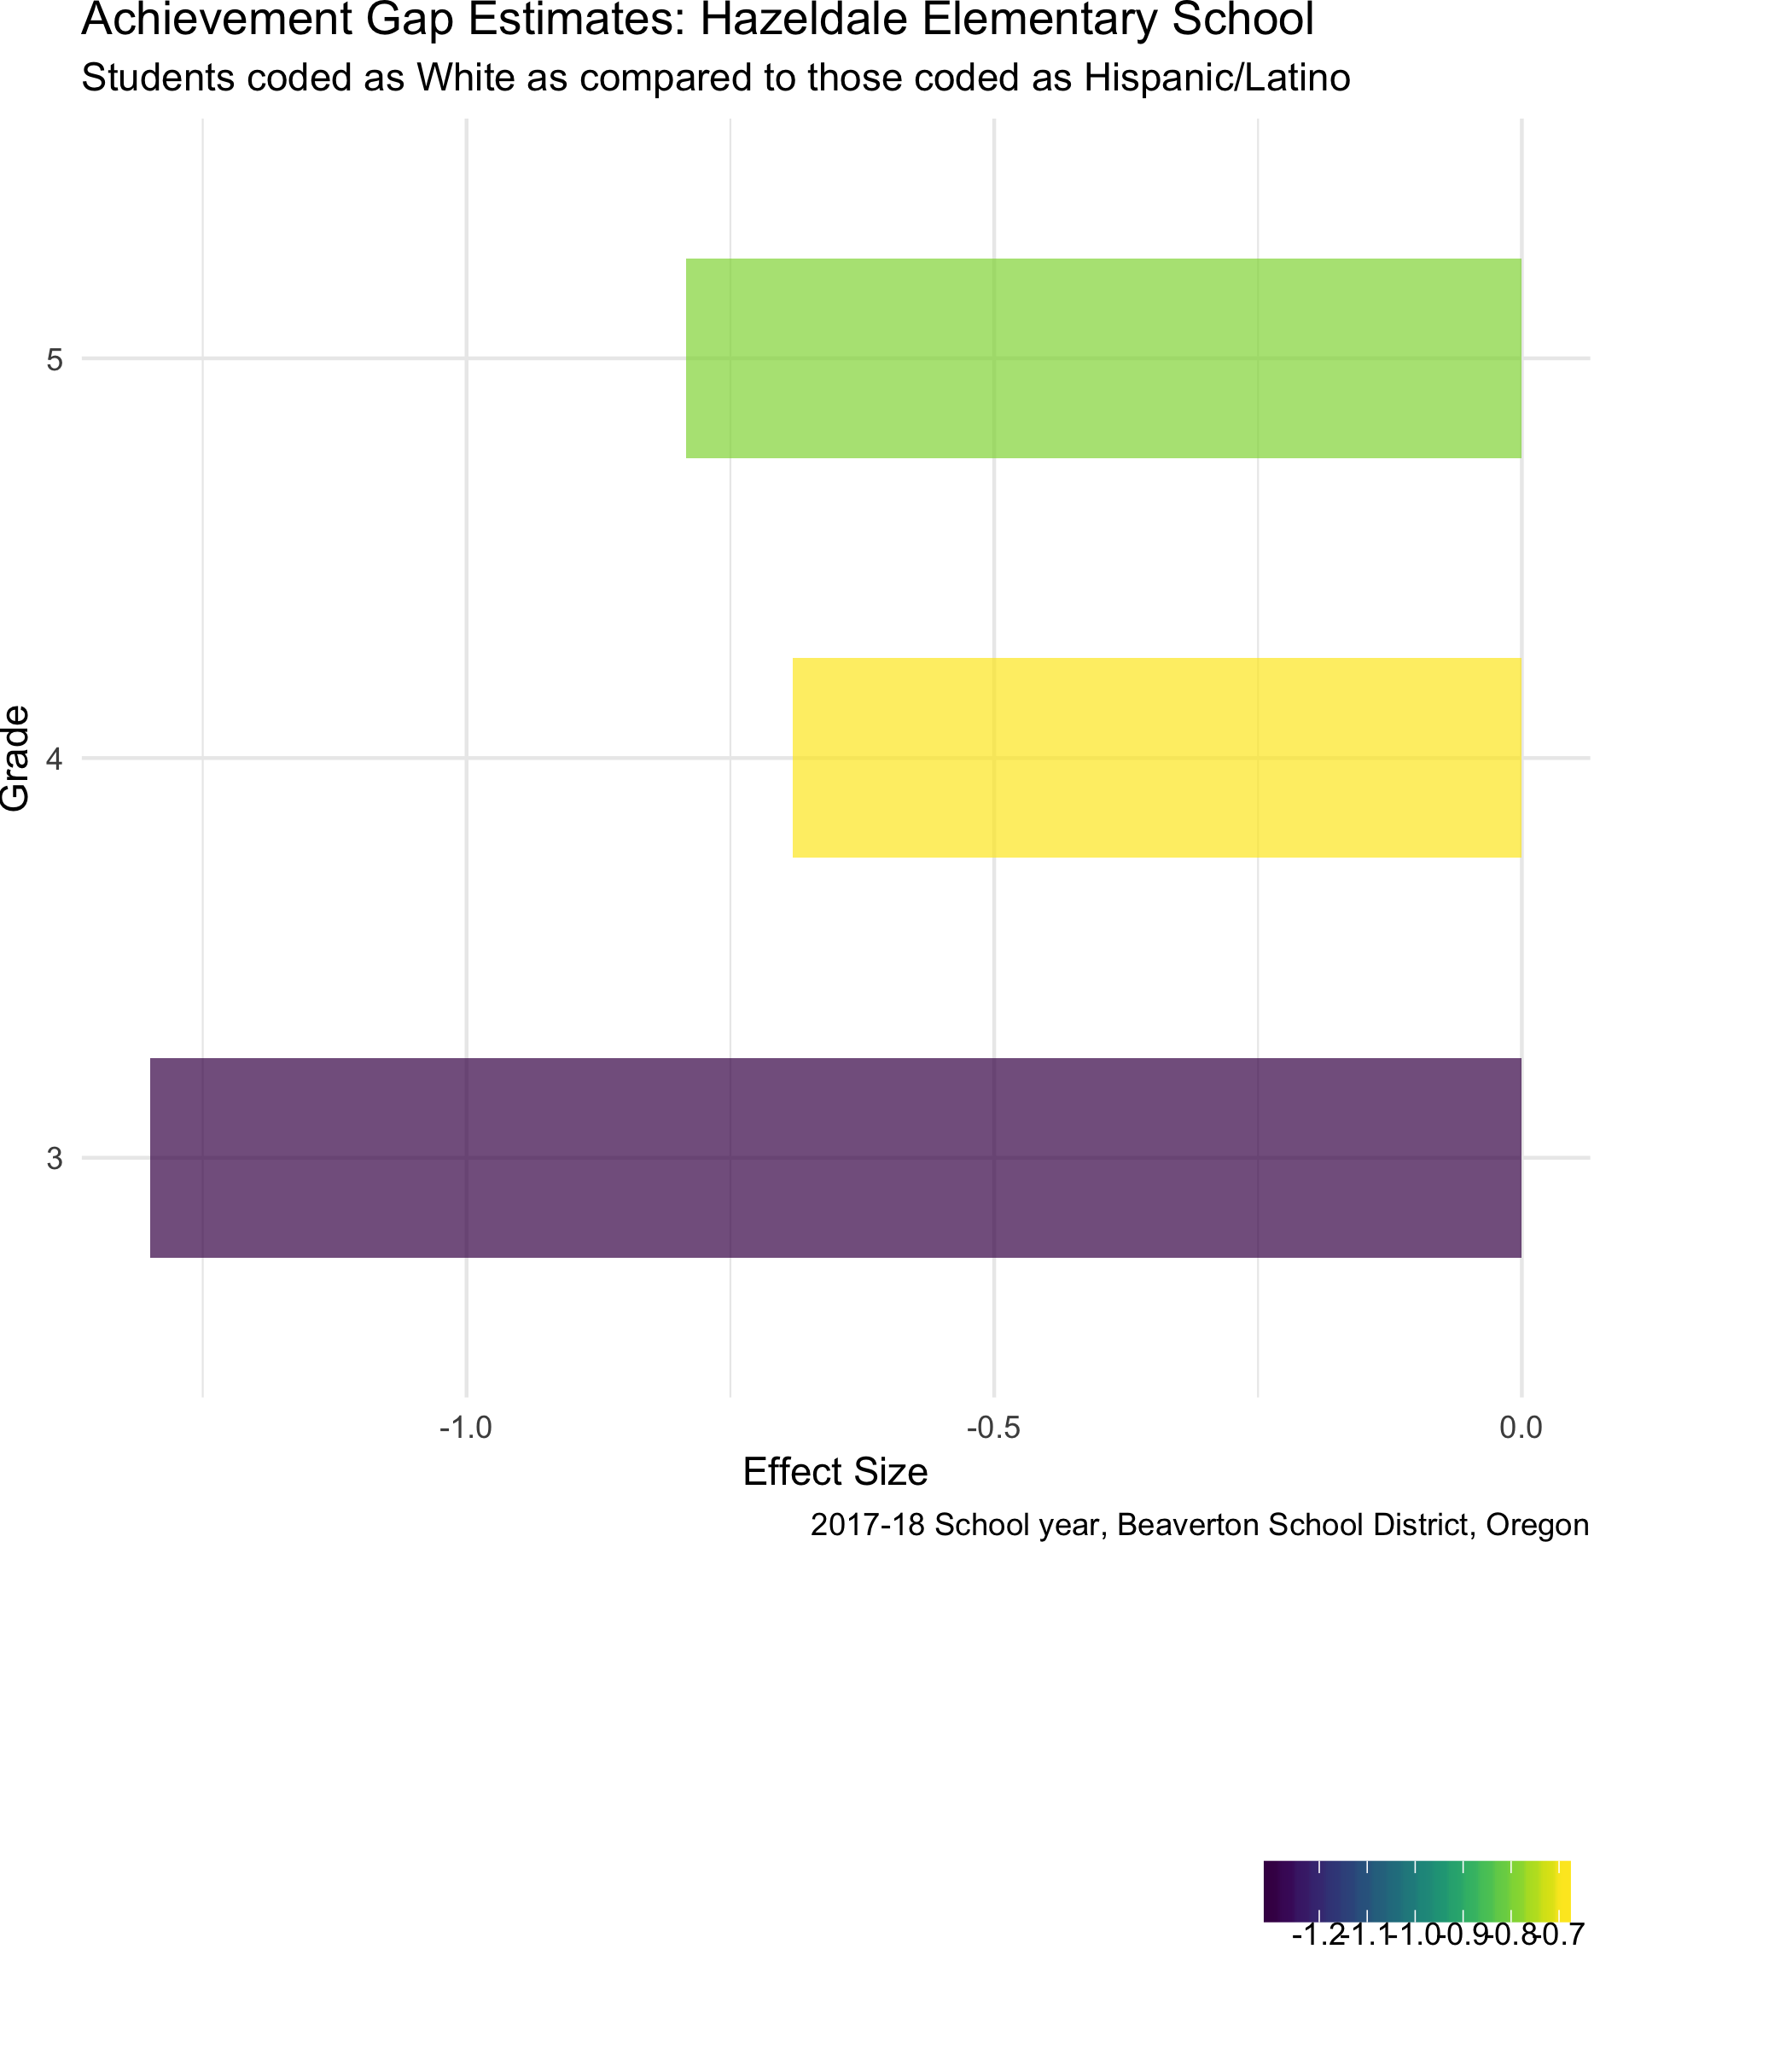 Achievement Gap Estimates: Hazeldale Elementary School
Students coded as White as compared to those coded as Hispanic/Latino
5
4
3
Grade
-1.0 -0.5 0.0
Effect Size
2017-18 School year, Beaverton School District, Oregon
-1.2 -1.1 -1.0 -0.9 -0.8 -0.7